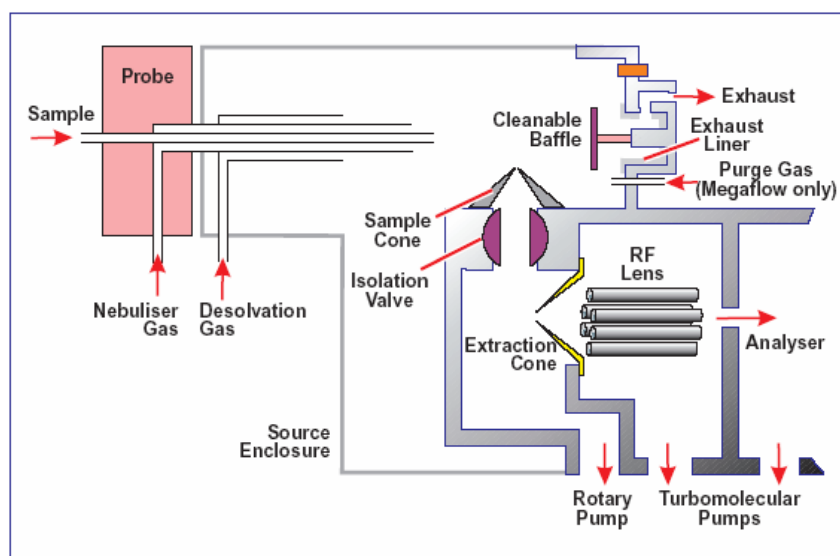 Probe
Sample
Nebuliser
Gas
Desolvation
Gas
Source
Enclosure
Cleanable
Baffle
Exhaust
Exhaust
Liner
Purge Gas
(Megaflow only)
Sample
Cone
Isolation
Valve
RF
Lens
Extraction
Cone
Analyser
Rotary
Pump
Turbomolecular
Pumps